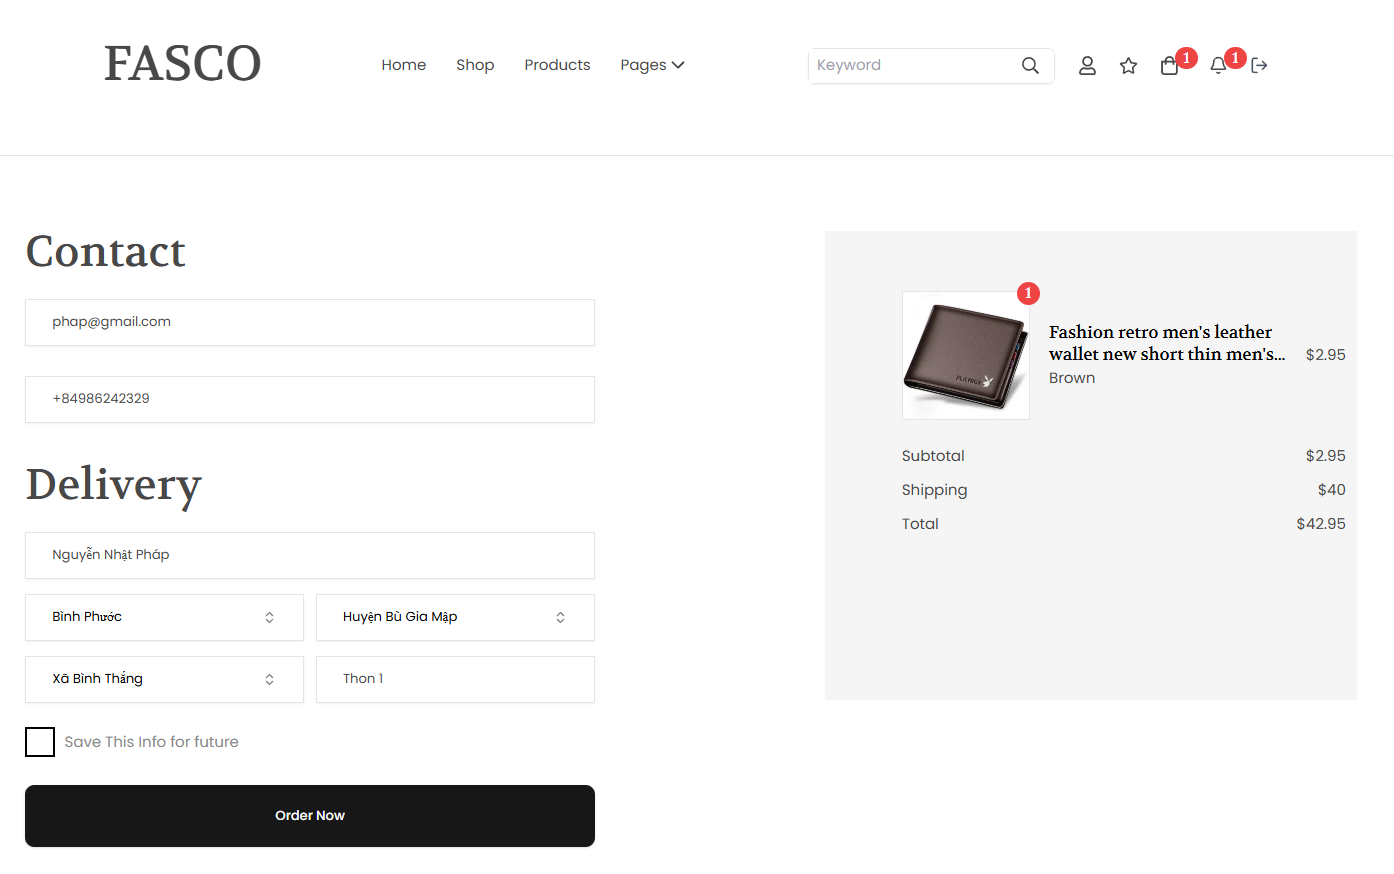 FASCO
Home
Shop
Products
Pages
Keyword
1
1
Contact
phap@gmail.com
+84986242329
Delivery
Nguyễn Nhật Pháp
Bình Phước
Huyện Bù Gia Mập
Xã Bình Thắng
Thon 1
Save This Info for future
Order Now
1
PLAYBOY
Fashion retro men's leather
wallet new short thin men's...
$2.95
Brown
Subtotal
$2.95
Shipping
$40
Total
$42.95